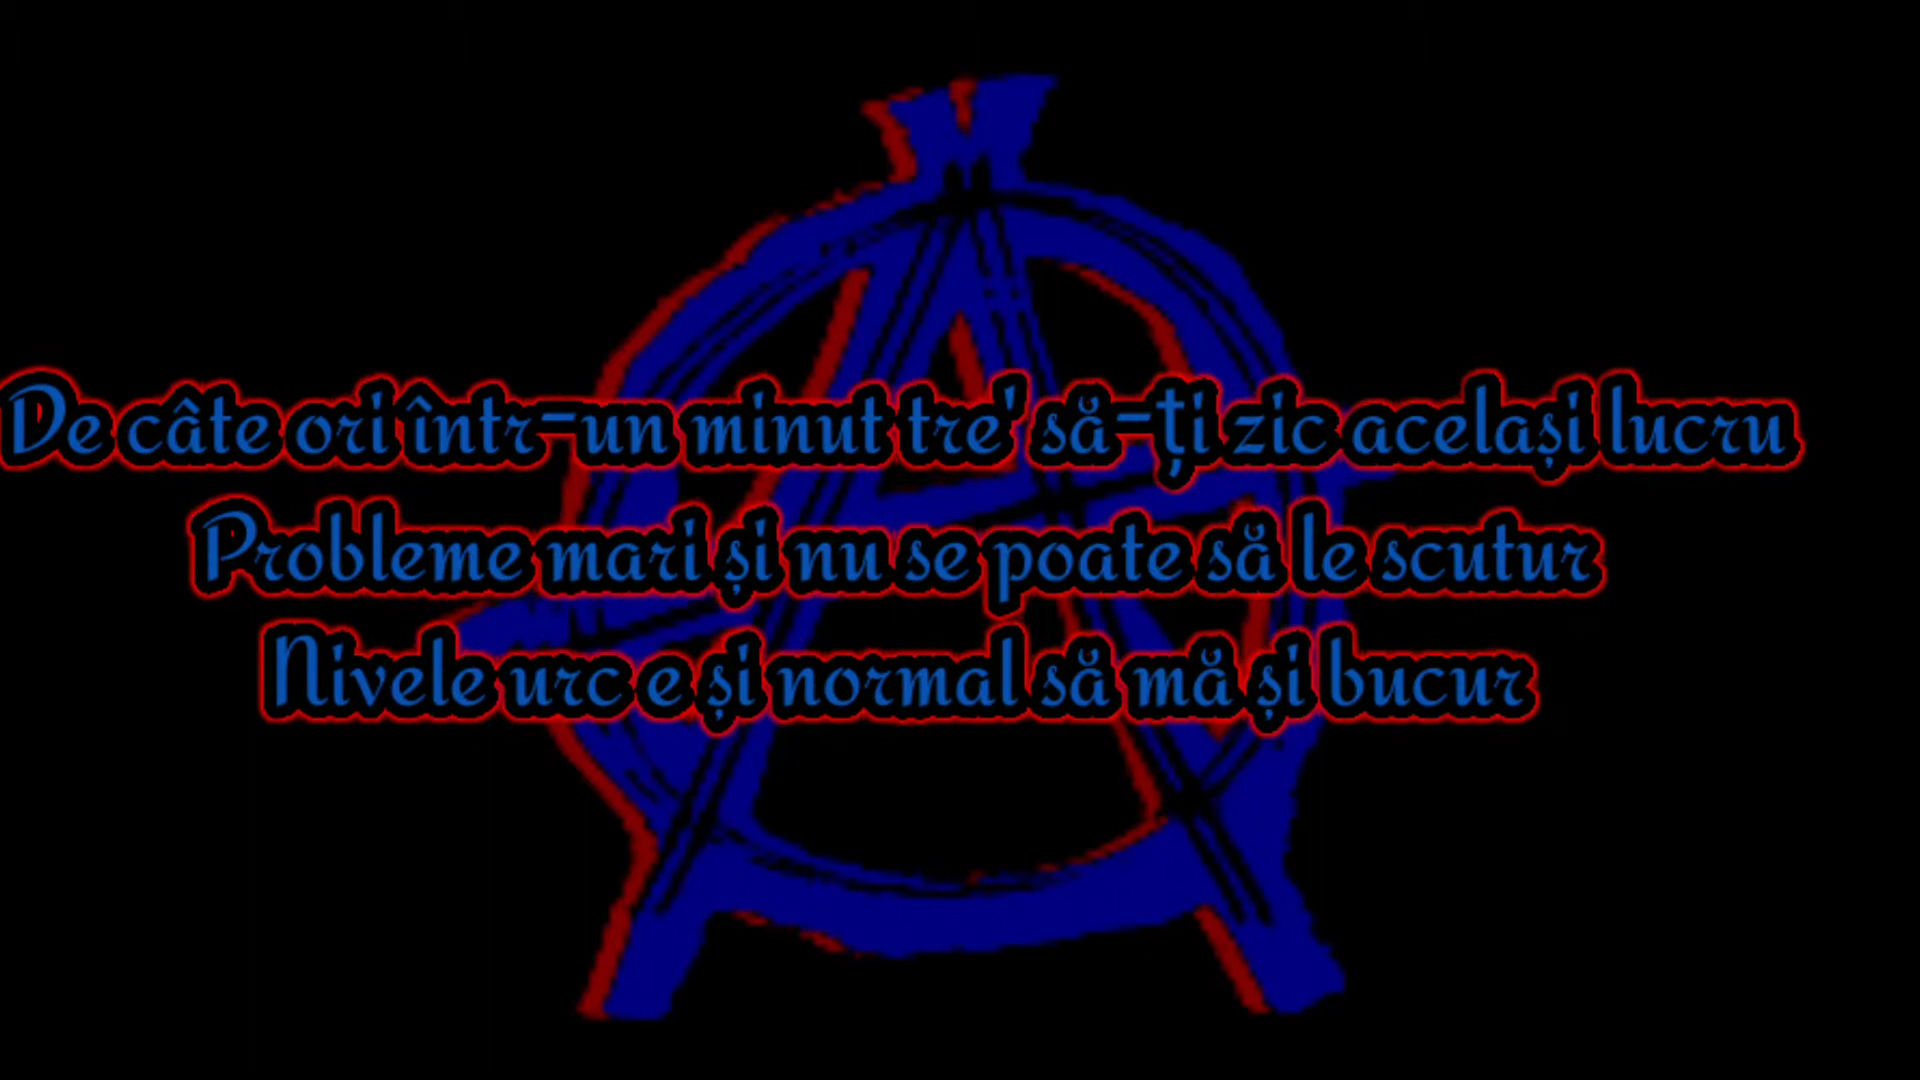 De câte ori într-un minut tre' să-ți zic același lucru
Probleme mari și nu se poate să le scutur
Nivele urc e și normal să mă și bucur